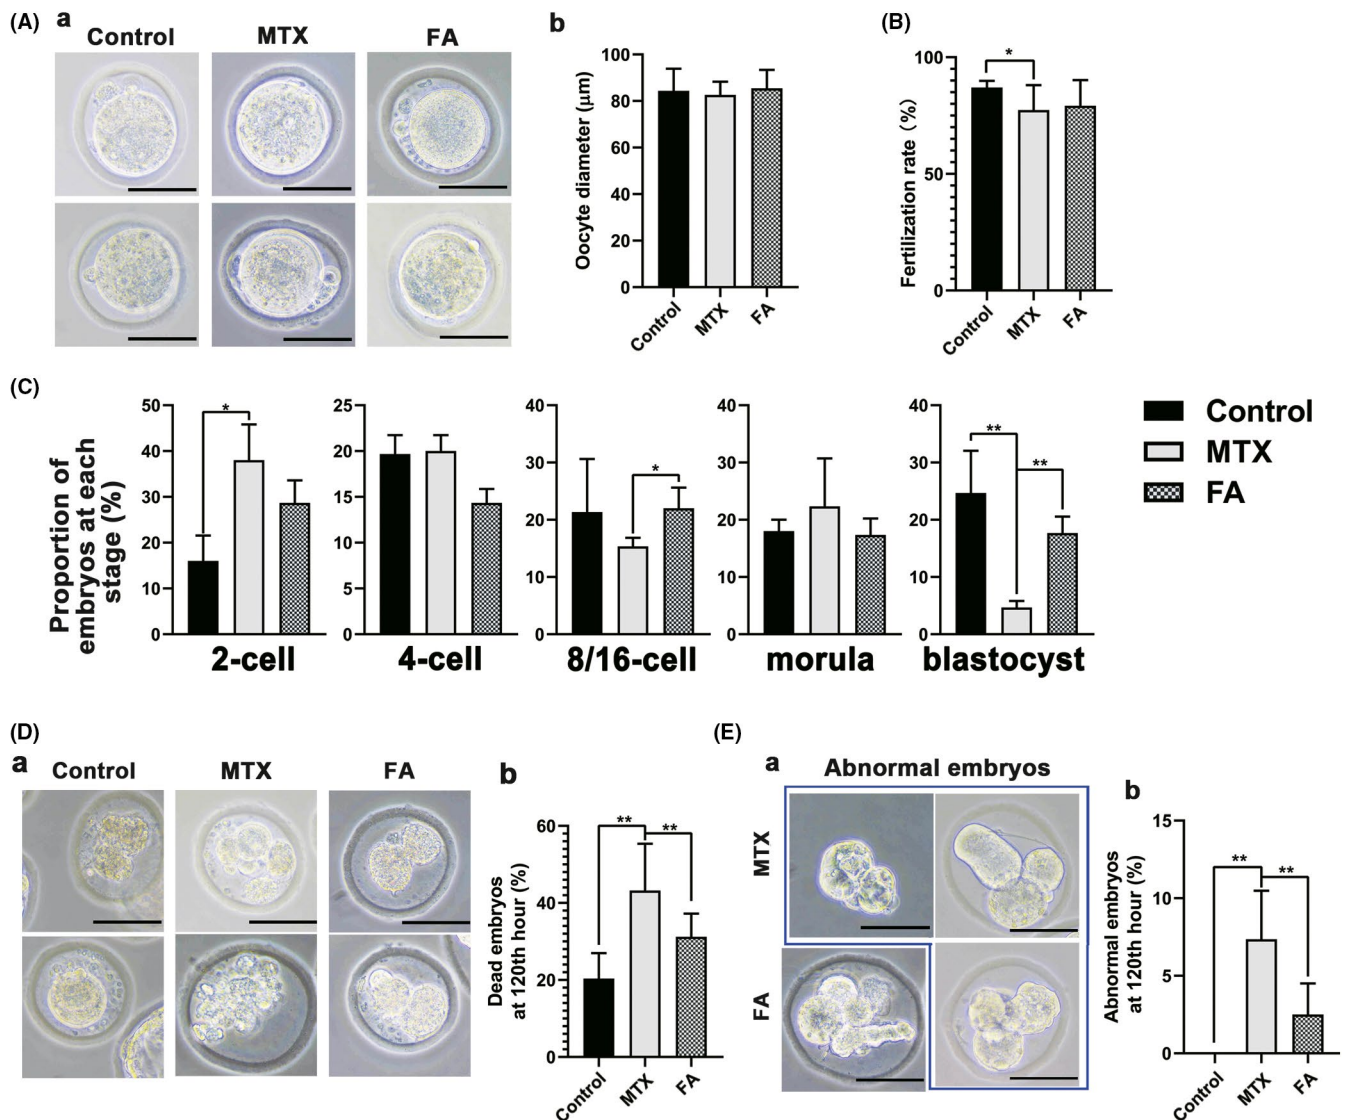 (A)
a
Control MTX FA
b
Oocyte diameter (μm)
100
80
60
40
20
0
Control MTX FA
(B)
Fertilization rate (%)
100
50
0
*
Control MTX FA
(C)
Proportion of
embryos at each
stage (%)
50
40
30
20
10
0
*
2-cell
25
20
15
10
5
0
4-cell
40
30
20
10
0
*
8/16-cell
40
30
20
10
0
morula
40
30
20
10
0
**
**
blastocyst
Control
MTX
FA
(D)
a
Control MTX FA
b
Dead embryos
at 120th hour (%)
60
40
20
0
** **
Control MTX FA
(E)
a
Abnormal embryos
MTX
FA
b
Abnormal embryos
at 120th hour (%)
15
10
5
0
** **
Control MTX FA